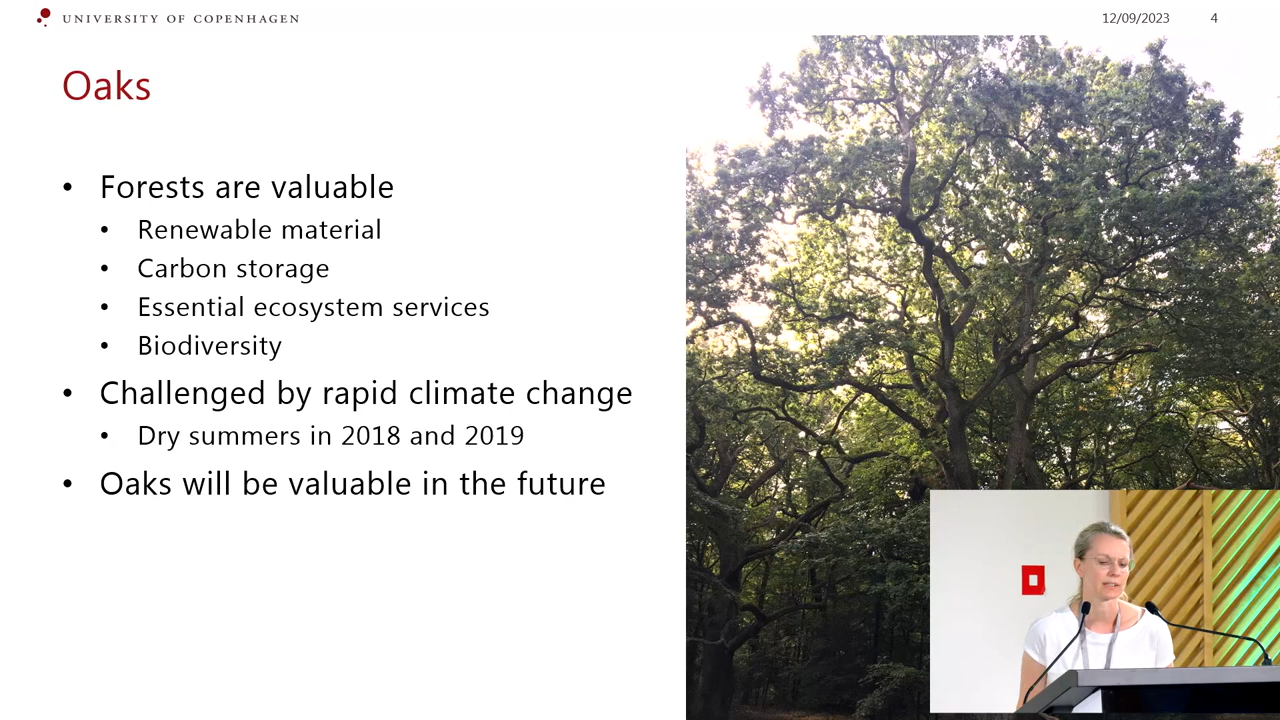 UNIVERSITY OF COPENHAGEN
12/09/2023 4
Oaks
• Forests are valuable
• Renewable material
• Carbon storage
• Essential ecosystem services
• Biodiversity
• Challenged by rapid climate change
• Dry summers in 2018 and 2019
• Oaks will be valuable in the future